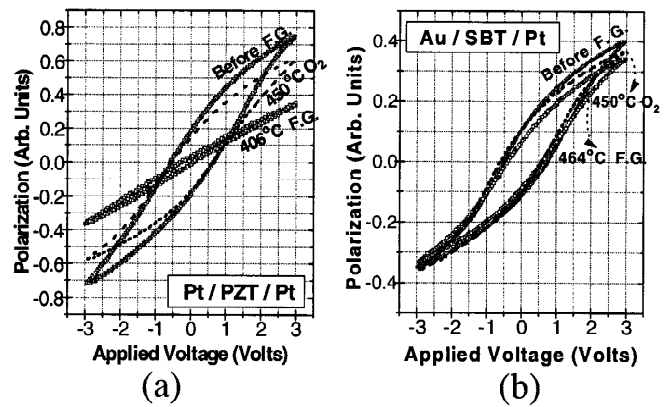 0.8
0.6
0.4
0.2
0.0
-0.2
-0.4
-0.6
-0.8
Polarization (Arb. Units)
Before F.G.
450°C O2
406°C F.G.
Pt / PZT / Pt
-3 -2 -1 0 1 2 3
Applied Voltage (Volts)
(a)
0.4
0.2
0.0
-0.2
-0.4
Polarization (Arb. Units)
Au / SBT / Pt
Before F.G.
450°C O2
464°C F.G.
-3 -2 -1 0 1 2 3
Applied Voltage (Volts)
(b)